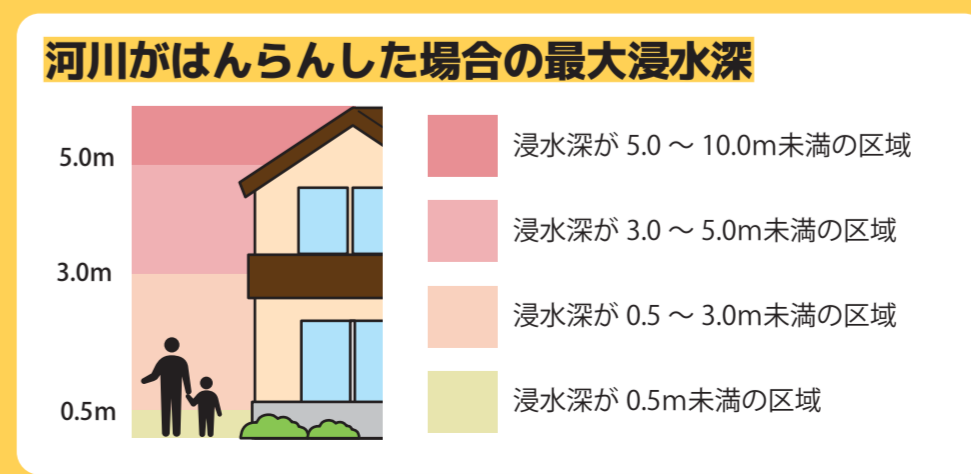 河川がはんらんした場合の最大浸水深
5.0m
3.0m
0.5m
浸水深が 5.0 ～ 10.0m未満の区域
浸水深が 3.0 ～ 5.0m未満の区域
浸水深が 0.5 ～ 3.0m未満の区域
浸水深が 0.5m未満の区域